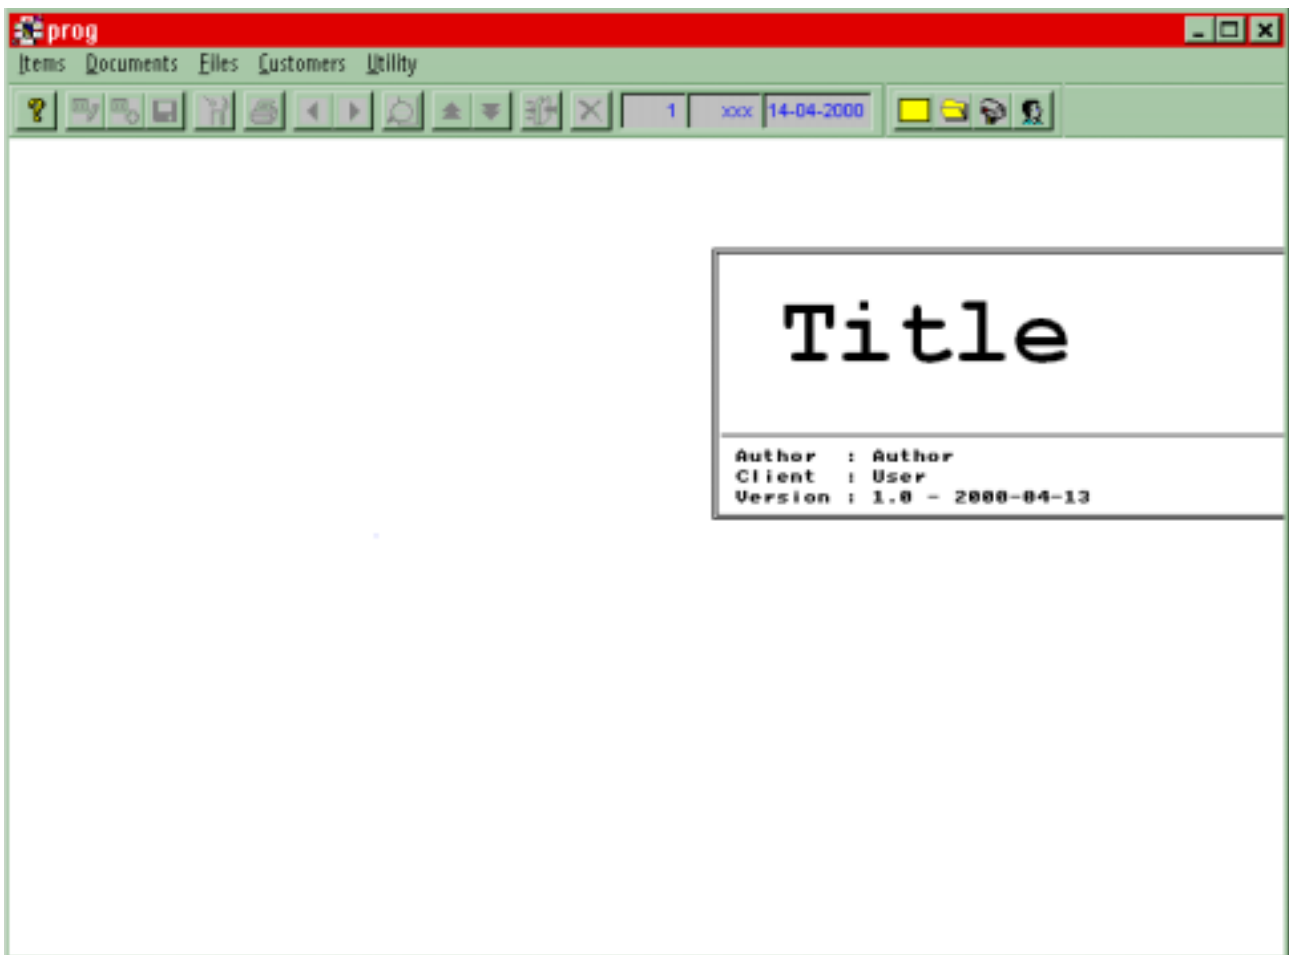 prog
Items Documents Files Customers Utility
? 1 xxx 14-04-2000
Title
Author : Author
Client : User
Version : 1.0 - 2000-04-13